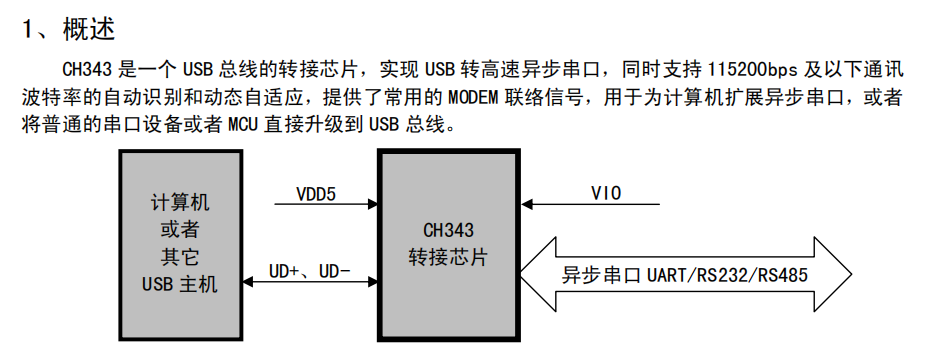 1、概述
CH343 是一个 USB 总线的转接芯片，实现 USB 转高速异步串口，同时支持 115200bps 及以下通讯
波特率的自动识别和动态自适应，提供了常用的 MODEM 联络信号，用于为计算机扩展异步串口，或者
将普通的串口设备或者 MCU 直接升级到 USB 总线。
计算机
或者
其它
USB 主机
VDD5
UD+、UD-
CH343
转接芯片
VIO
异步串口 UART/RS232/RS485